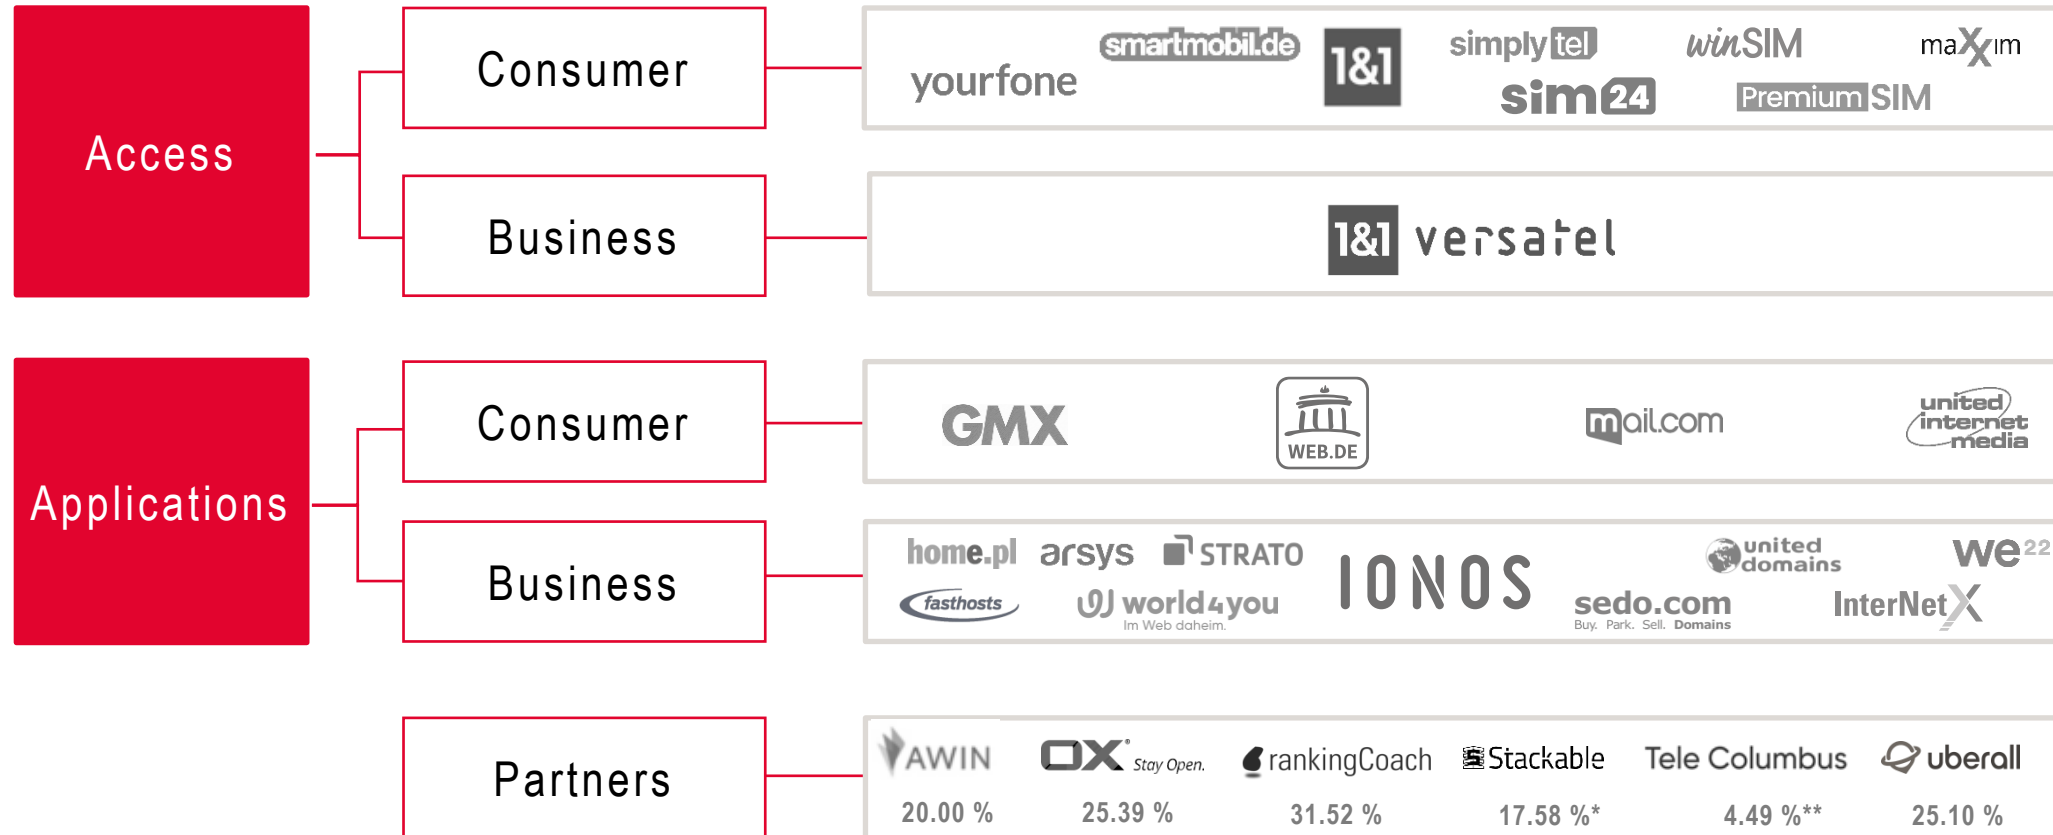 Access
Consumer
yourfone
smartmobil.de
1&1
simply tel
sim24
winSIM
PremiumSIM
maXXim
Business
1&1 versatel
Applications
Consumer
GMX
WEB.DE
mail.com
united
internet
media
Business
home.pl
arsys
STRATO
fasthosts
world4you
Im Web daheim.
IONOS
united
domains
we22
sedo.com
Buy. Park. Sell. Domains
InterNetX
Partners
AWIN
OX® Stay Open.
rankingCoach
Stackable
Tele Columbus
uberall
20.00 %
25.39 %
31.52 %
17.58 %*
4.49 %**
25.10 %